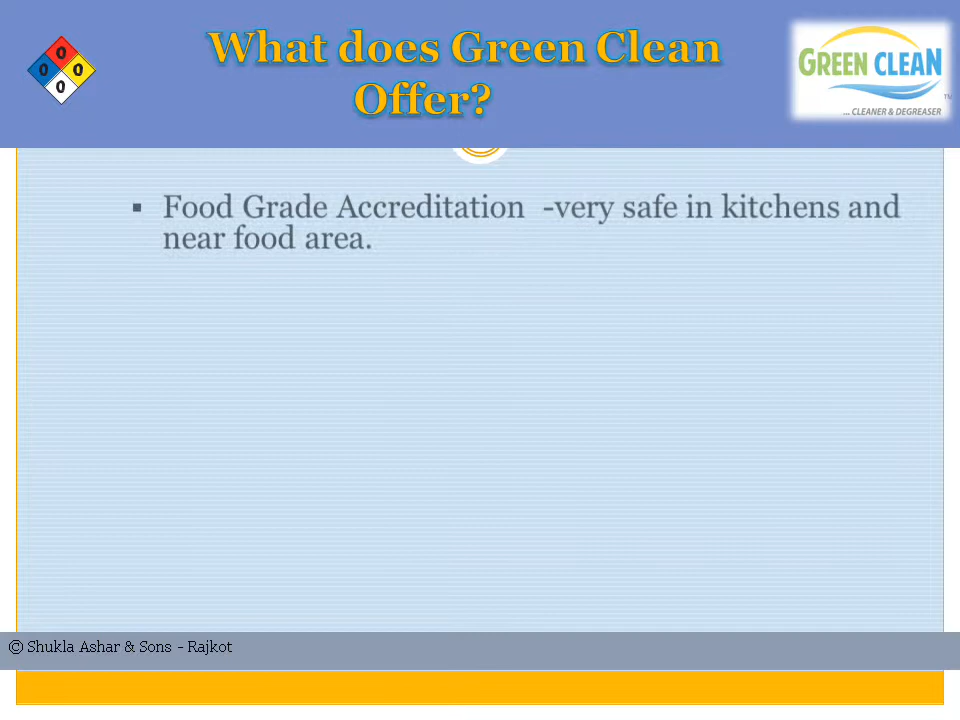 What does Green Clean
Offer?
0
0 0
0
GREEN CLEAN
™
... CLEANER & DEGREASER
▪ Food Grade Accreditation -very safe in kitchens and
near food area.
© Shukla Ashar & Sons - Rajkot